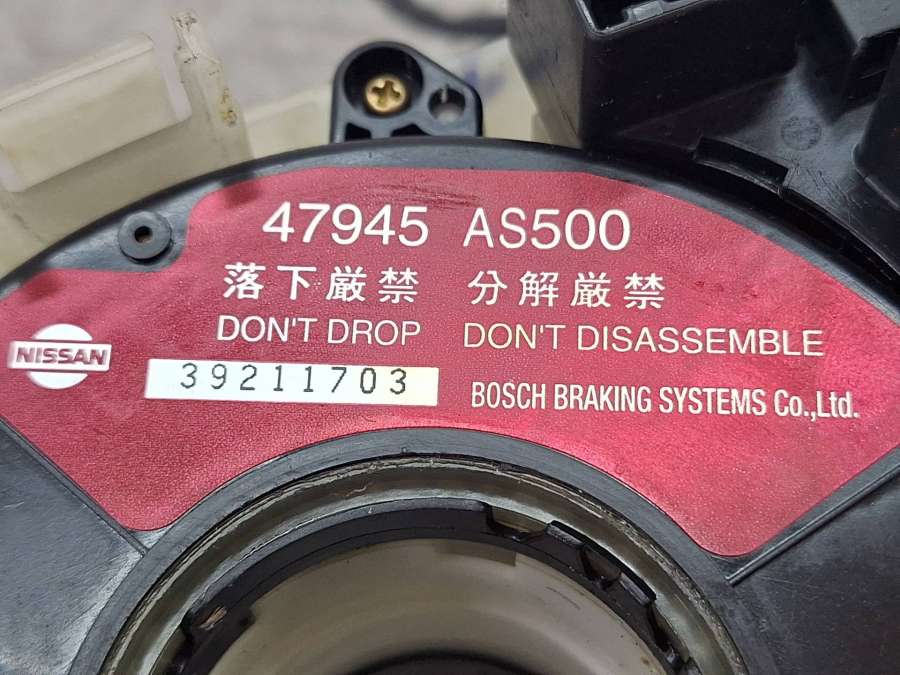 47945 AS500
落下厳禁 分解厳禁
DON'T DROP DON'T DISASSEMBLE
NISSAN
39211703
BOSCH BRAKING SYSTEMS Co.,Ltd.